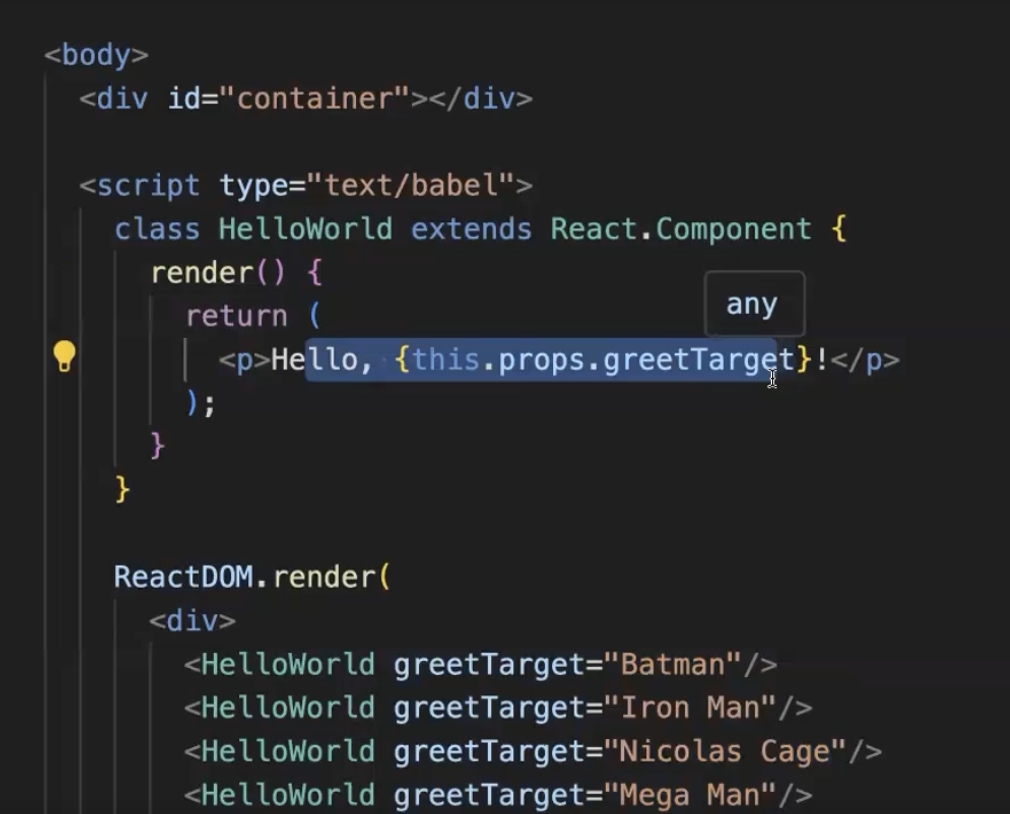 <body>
<div id="container"></div>
<script type="text/babel">
class HelloWorld extends React.Component {
render() {
return (
any
<p>Hello, {this.props.greetTarget}!</p>
);
}
}
ReactDOM.render(
<div>
<HelloWorld greetTarget="Batman"/>
<HelloWorld greetTarget="Iron Man"/>
<HelloWorld greetTarget="Nicolas Cage"/>
<HelloWorld greetTarget="Mega Man"/>